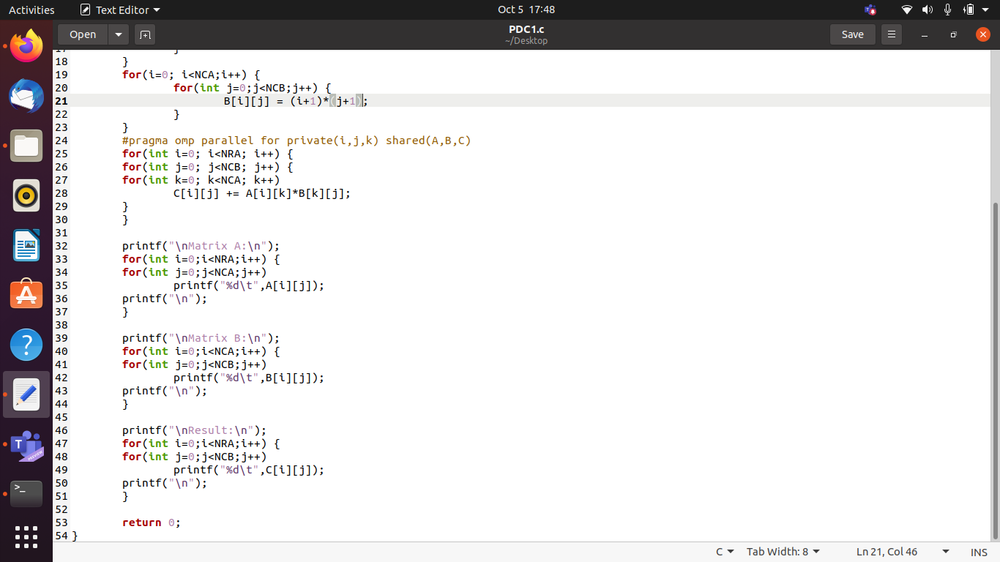 Activities Text Editor Oct 5 17:48
Open PDC1.c Save
~/Desktop
17 }
18 }
19 for(i=0; i<NCA;i++) {
20 for(int j=0;j<NCB;j++) {
21 B[i][j] = (i+1)*(j+1);
22 }
23 }
24 #pragma omp parallel for private(i,j,k) shared(A,B,C)
25 for(int i=0; i<NRA; i++) {
26 for(int j=0; j<NCB; j++) {
27 for(int k=0; k<NCA; k++)
28 C[i][j] += A[i][k]*B[k][j];
29 }
30 }
31
32 printf("\nMatrix A:\n");
33 for(int i=0;i<NRA;i++) {
34 for(int j=0;j<NCA;j++)
35 printf("%d\t",A[i][j]);
36 printf("\n");
37 }
38
39 printf("\nMatrix B:\n");
40 for(int i=0;i<NCA;i++) {
41 for(int j=0;j<NCB;j++)
42 printf("%d\t",B[i][j]);
43 printf("\n");
44 }
45
46 printf("\nResult:\n");
47 for(int i=0;i<NRA;i++) {
48 for(int j=0;j<NCB;j++)
49 printf("%d\t",C[i][j]);
50 printf("\n");
51 }
52
53 return 0;
54 }
C Tab Width: 8 Ln 21, Col 46 INS